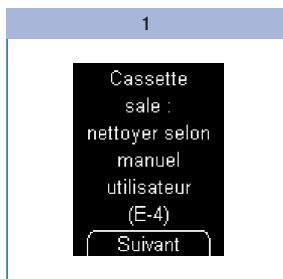 1
Cassette
sale :
nettoyer selon
manuel
utilisateur
(E-4)
Suivant